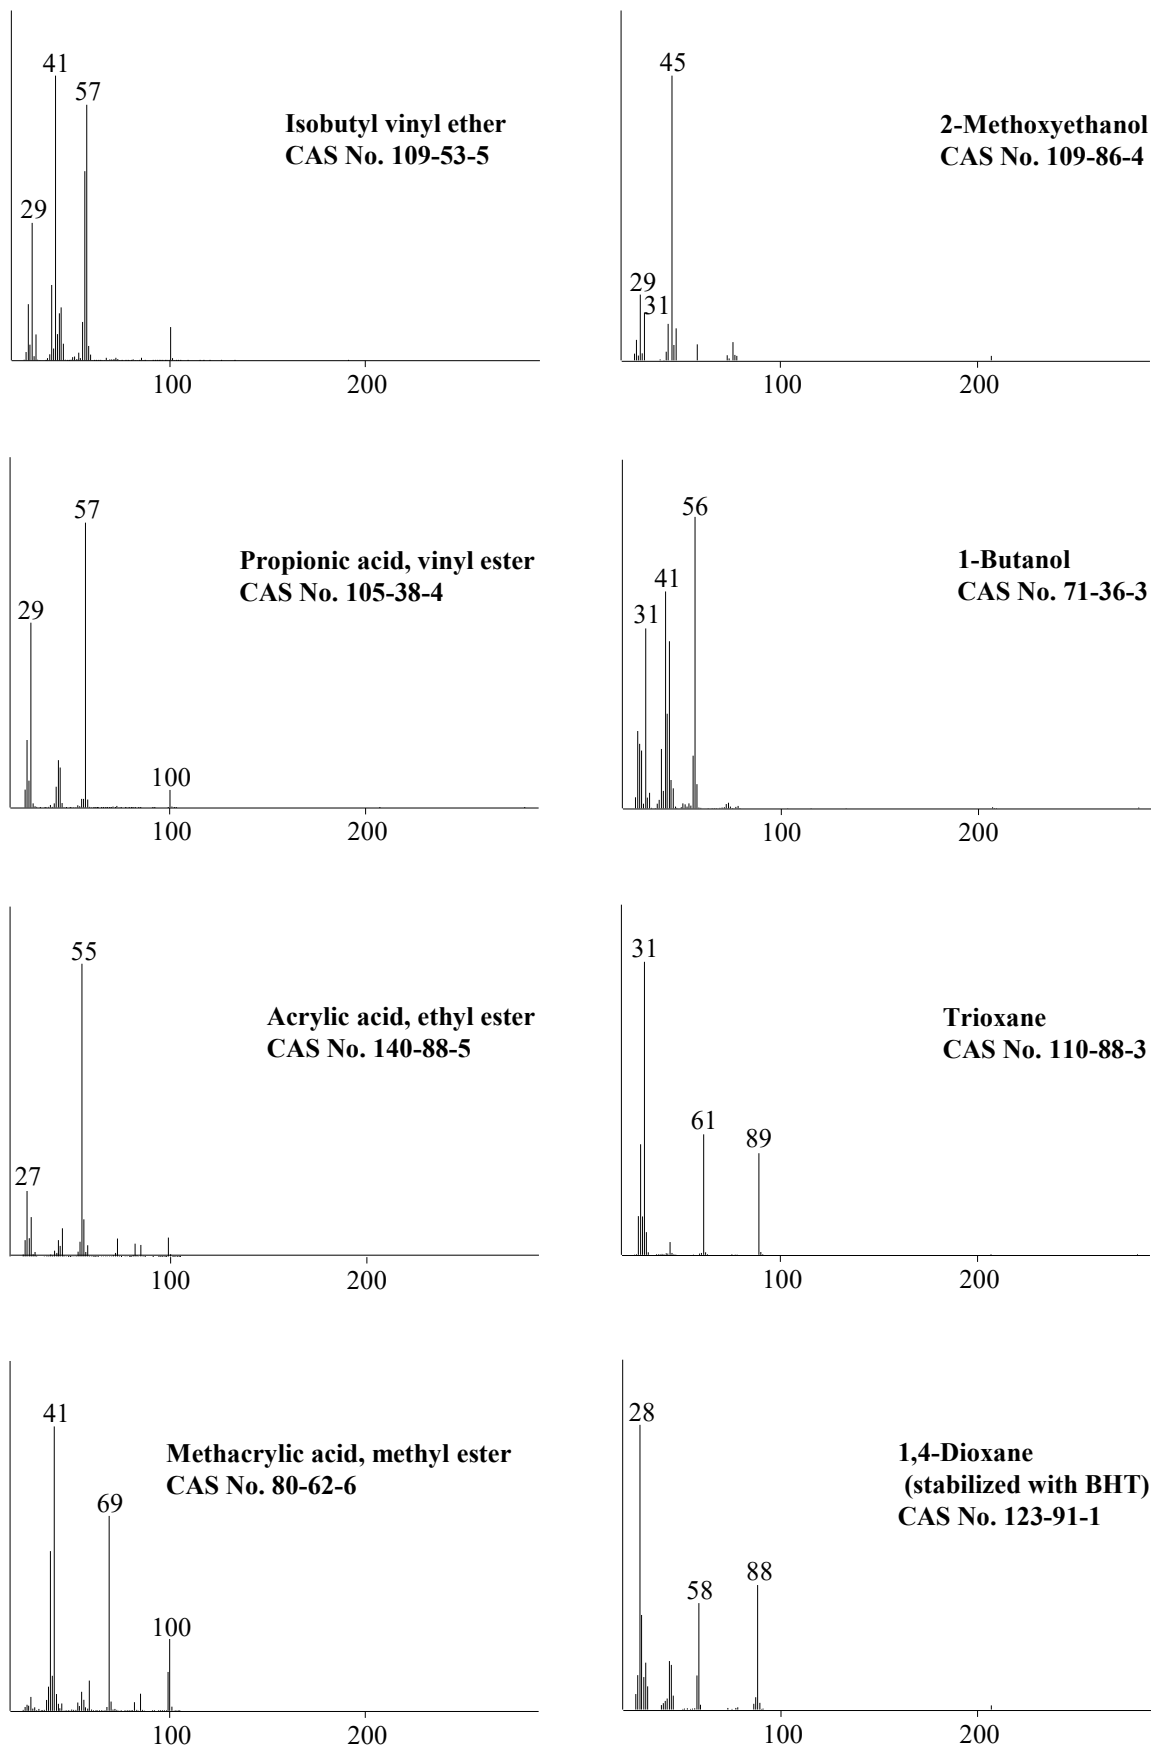 41
57
29
Isobutyl vinyl ether
CAS No. 109-53-5
100
200
45
29
31
2-Methoxyethanol
CAS No. 109-86-4
100
200
57
29
100
Propionic acid, vinyl ester
CAS No. 105-38-4
100
200
56
41
31
1-Butanol
CAS No. 71-36-3
100
200
55
27
Acrylic acid, ethyl ester
CAS No. 140-88-5
100
200
31
61
89
Trioxane
CAS No. 110-88-3
100
200
41
69
100
Methacrylic acid, methyl ester
CAS No. 80-62-6
100
200
28
58
88
1,4-Dioxane
(stabilized with BHT)
CAS No. 123-91-1
100
200